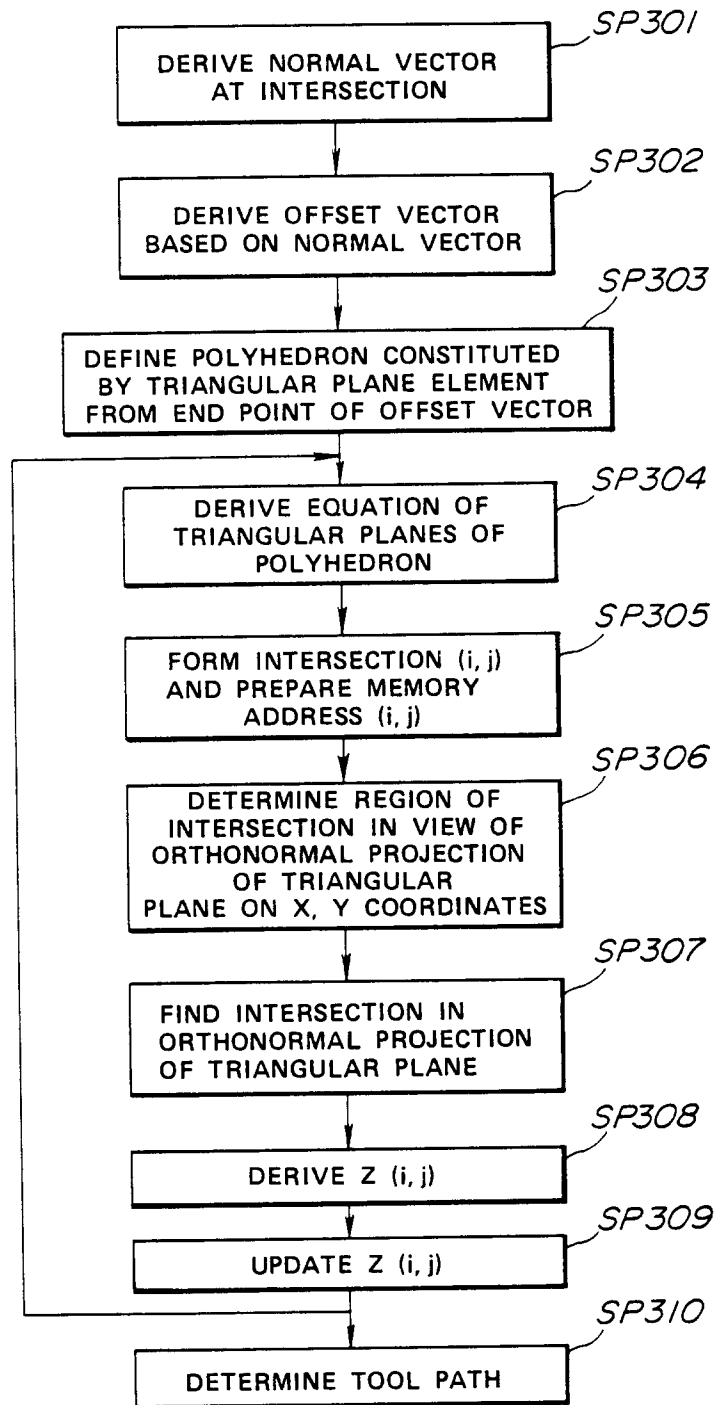 SP301
DERIVE NORMAL VECTOR
AT INTERSECTION
SP302
DERIVE OFFSET VECTOR
BASED ON NORMAL VECTOR
SP303
DEFINE POLYHEDRON CONSTITUTED
BY TRIANGULAR PLANE ELEMENT
FROM END POINT OF OFFSET VECTOR
SP304
DERIVE EQUATION OF
TRIANGULAR PLANES OF
POLYHEDRON
SP305
FORM INTERSECTION (i, j)
AND PREPARE MEMORY
ADDRESS (i, j)
SP306
DETERMINE REGION OF
INTERSECTION IN VIEW OF
ORTHONORMAL PROJECTION
OF TRIANGULAR
PLANE ON X, Y COORDINATES
SP307
FIND INTERSECTION IN
ORTHONORMAL PROJECTION
OF TRIANGULAR PLANE
SP308
DERIVE Z (i, j)
SP309
UPDATE Z (i, j)
SP310
DETERMINE TOOL PATH